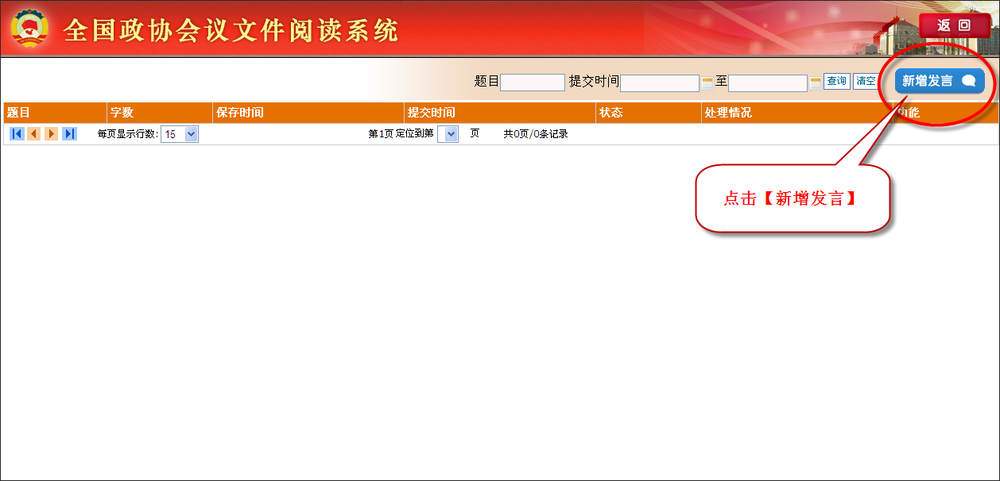 全国政协会议文件阅读系统
返 回
题目 提交时间 至 查询 清空 新增发言
题目 字数 保存时间 提交时间 状态 处理情况 功能
每页显示行数: 15 第1页 定位到第 页 共0页/0条记录
点击【新增发言】